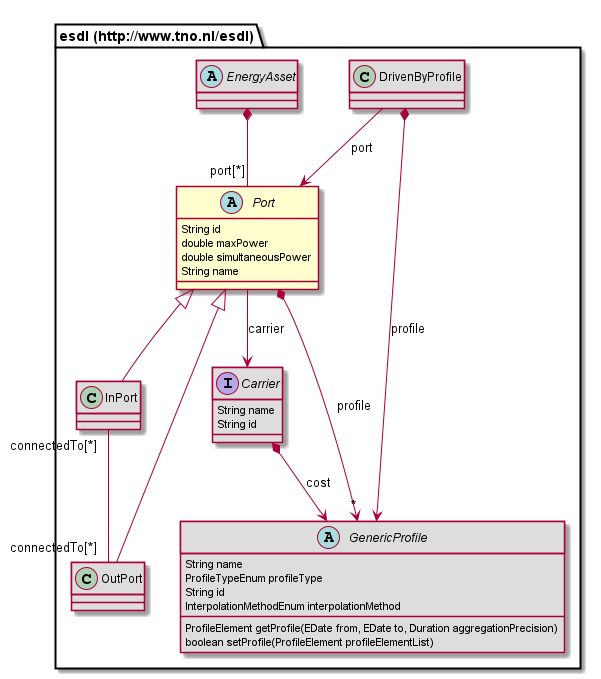 esdl (http://www.tno.nl/esdl)
A EnergyAsset
C DrivenByProfile
port
port[*]
A Port
String id
double maxPower
double simultaneousPower
String name
carrier
profile
I Carrier
String name
String id
C InPort
profile
connectedTo[*]
cost
*
A GenericProfile
String name
ProfileTypeEnum profileType
String id
InterpolationMethodEnum interpolationMethod
ProfileElement getProfile(EDate from, EDate to, Duration aggregationPrecision)
boolean setProfile(ProfileElement profileElementList)
connectedTo[*]
C OutPort